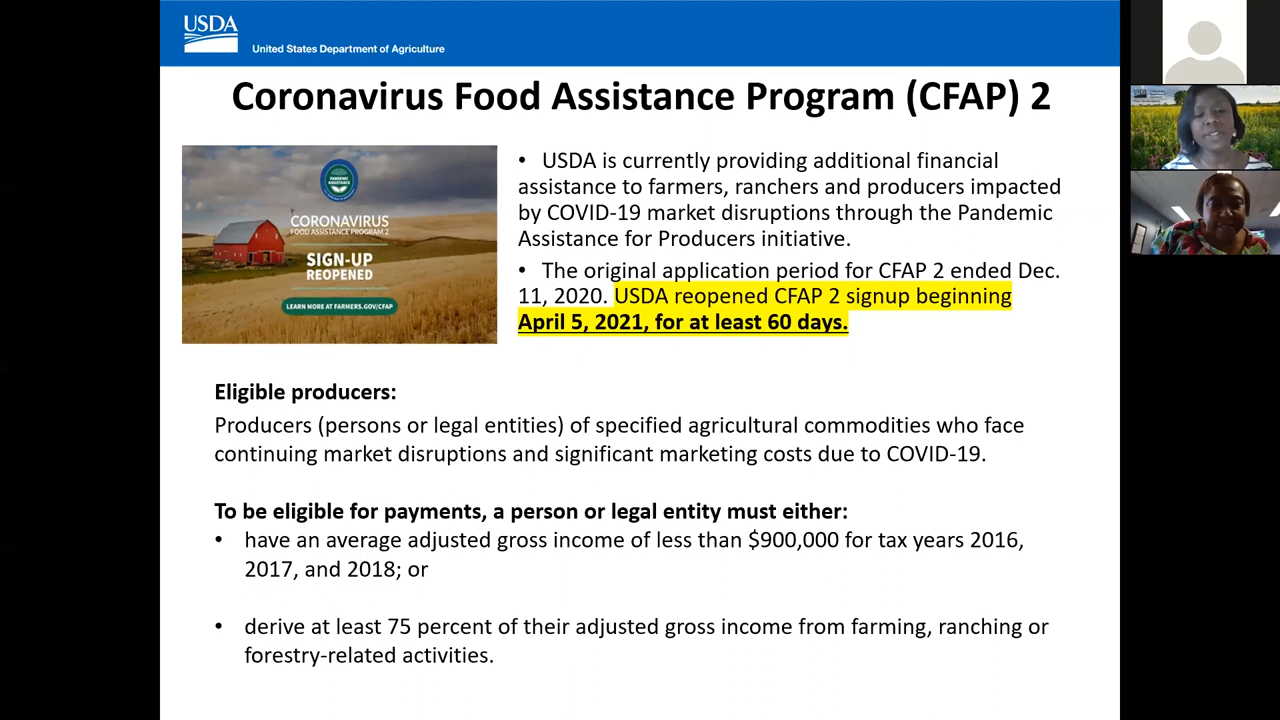 USDA
United States Department of Agriculture
Coronavirus Food Assistance Program (CFAP) 2
PANDEMIC
ASSISTANCE
CORONAVIRUS
FOOD ASSISTANCE PROGRAM 2
SIGN-UP
REOPENED
LEARN MORE AT FARMERS.GOV/CFAP
• USDA is currently providing additional financial
assistance to farmers, ranchers and producers impacted
by COVID-19 market disruptions through the Pandemic
Assistance for Producers initiative.
• The original application period for CFAP 2 ended Dec.
11, 2020. USDA reopened CFAP 2 signup beginning
April 5, 2021, for at least 60 days.
Eligible producers:
Producers (persons or legal entities) of specified agricultural commodities who face
continuing market disruptions and significant marketing costs due to COVID-19.
To be eligible for payments, a person or legal entity must either:
• have an average adjusted gross income of less than $900,000 for tax years 2016,
2017, and 2018; or
• derive at least 75 percent of their adjusted gross income from farming, ranching or
forestry-related activities.
USDA